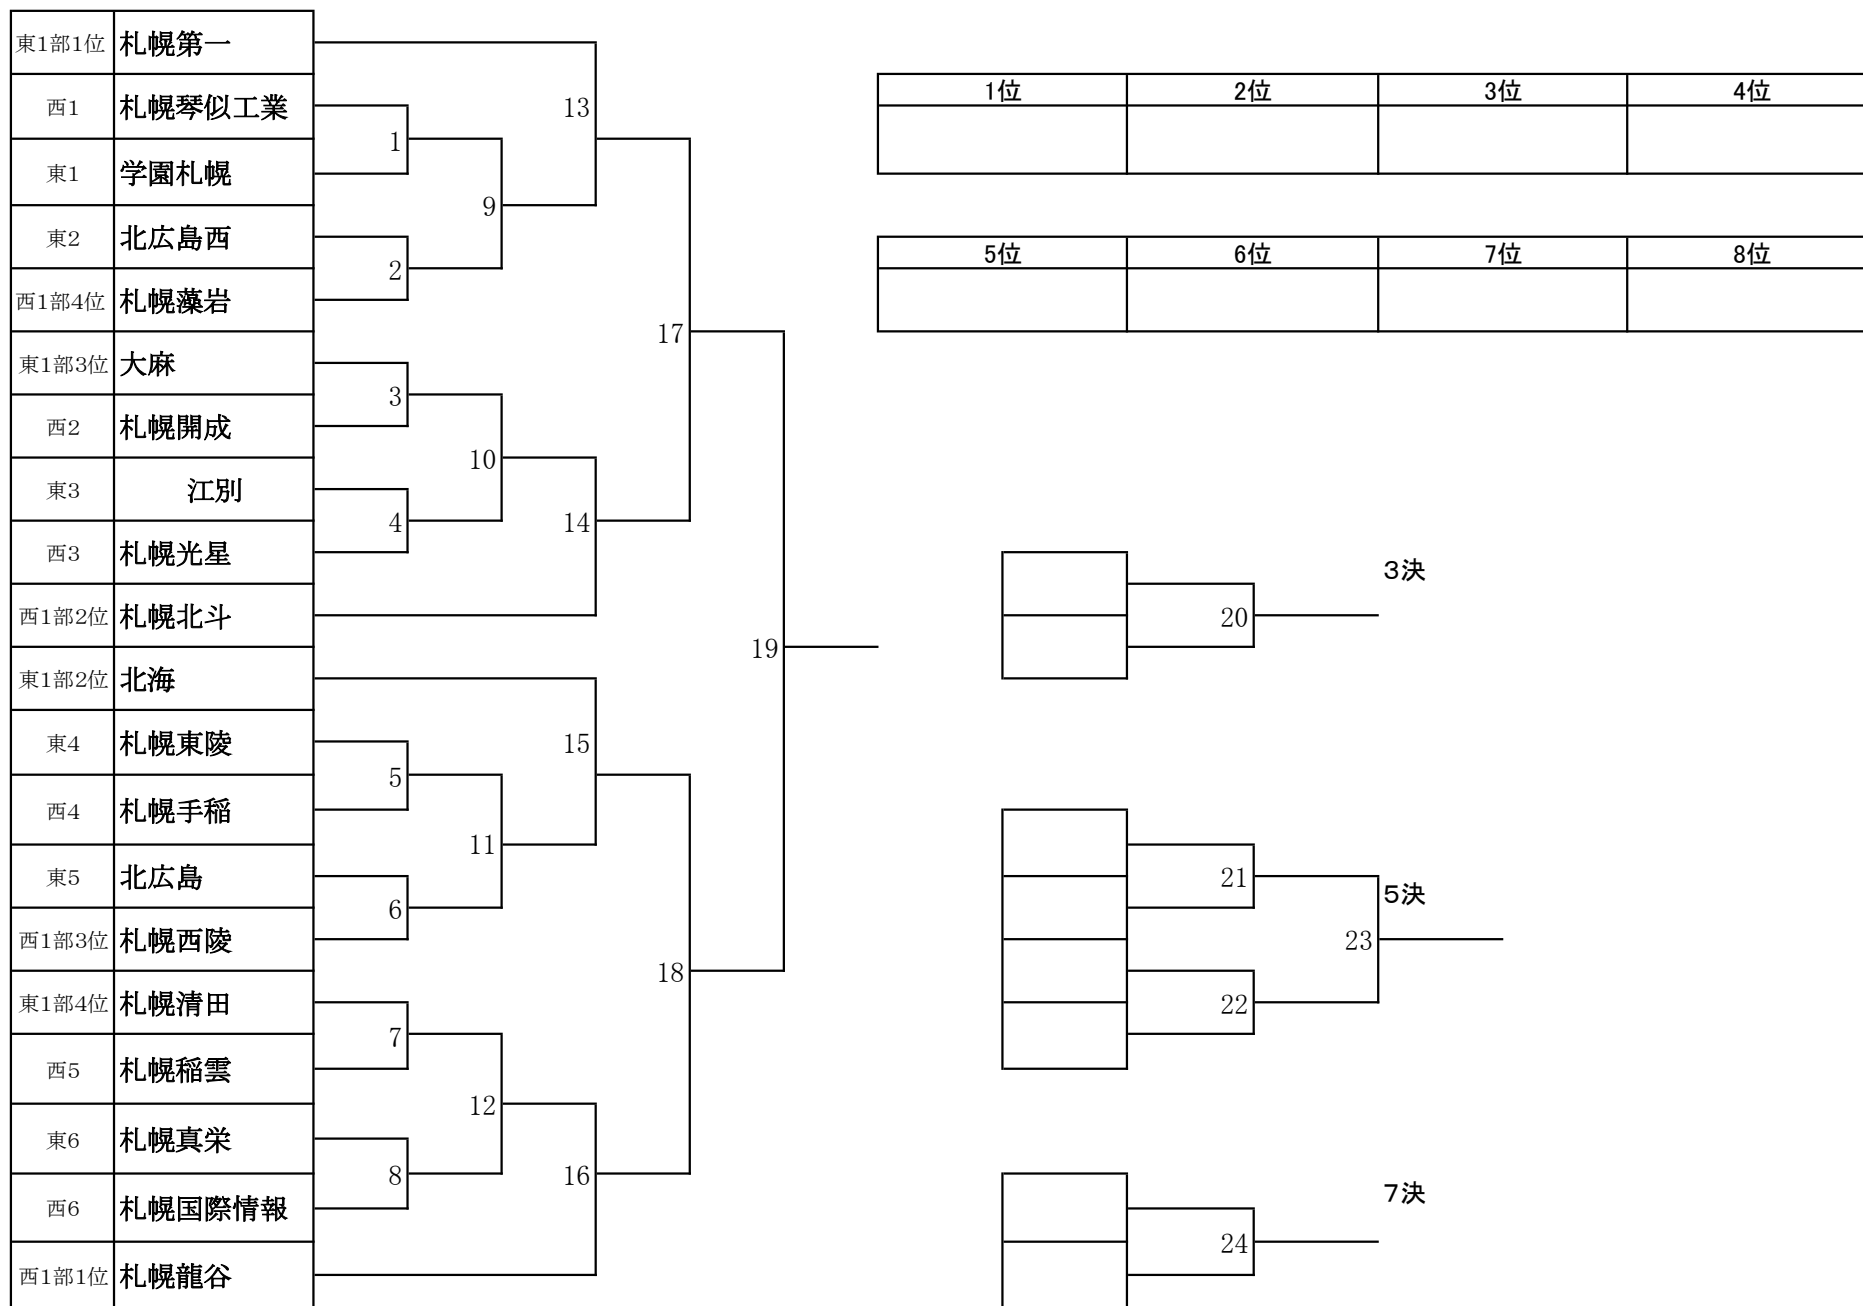 東1部1位 札幌第一
西1 札幌琴似工業
東1 学園札幌
東2 北広島西
西1部4位 札幌藻岩
東1部3位 大麻
西2 札幌開成
東3 江別
西3 札幌光星
西1部2位 札幌北斗
東1部2位 北海
東4 札幌東陵
西4 札幌手稲
東5 北広島
西1部3位 札幌西陵
東1部4位 札幌清田
西5 札幌稲雲
東6 札幌真栄
西6 札幌国際情報
西1部1位 札幌龍谷
1
2
3
4
5
6
7
8
9
10
11
12
13
14
15
16
17
18
19
1位 2位 3位 4位
5位 6位 7位 8位
3決
20
21
5決
23
22
7決
24